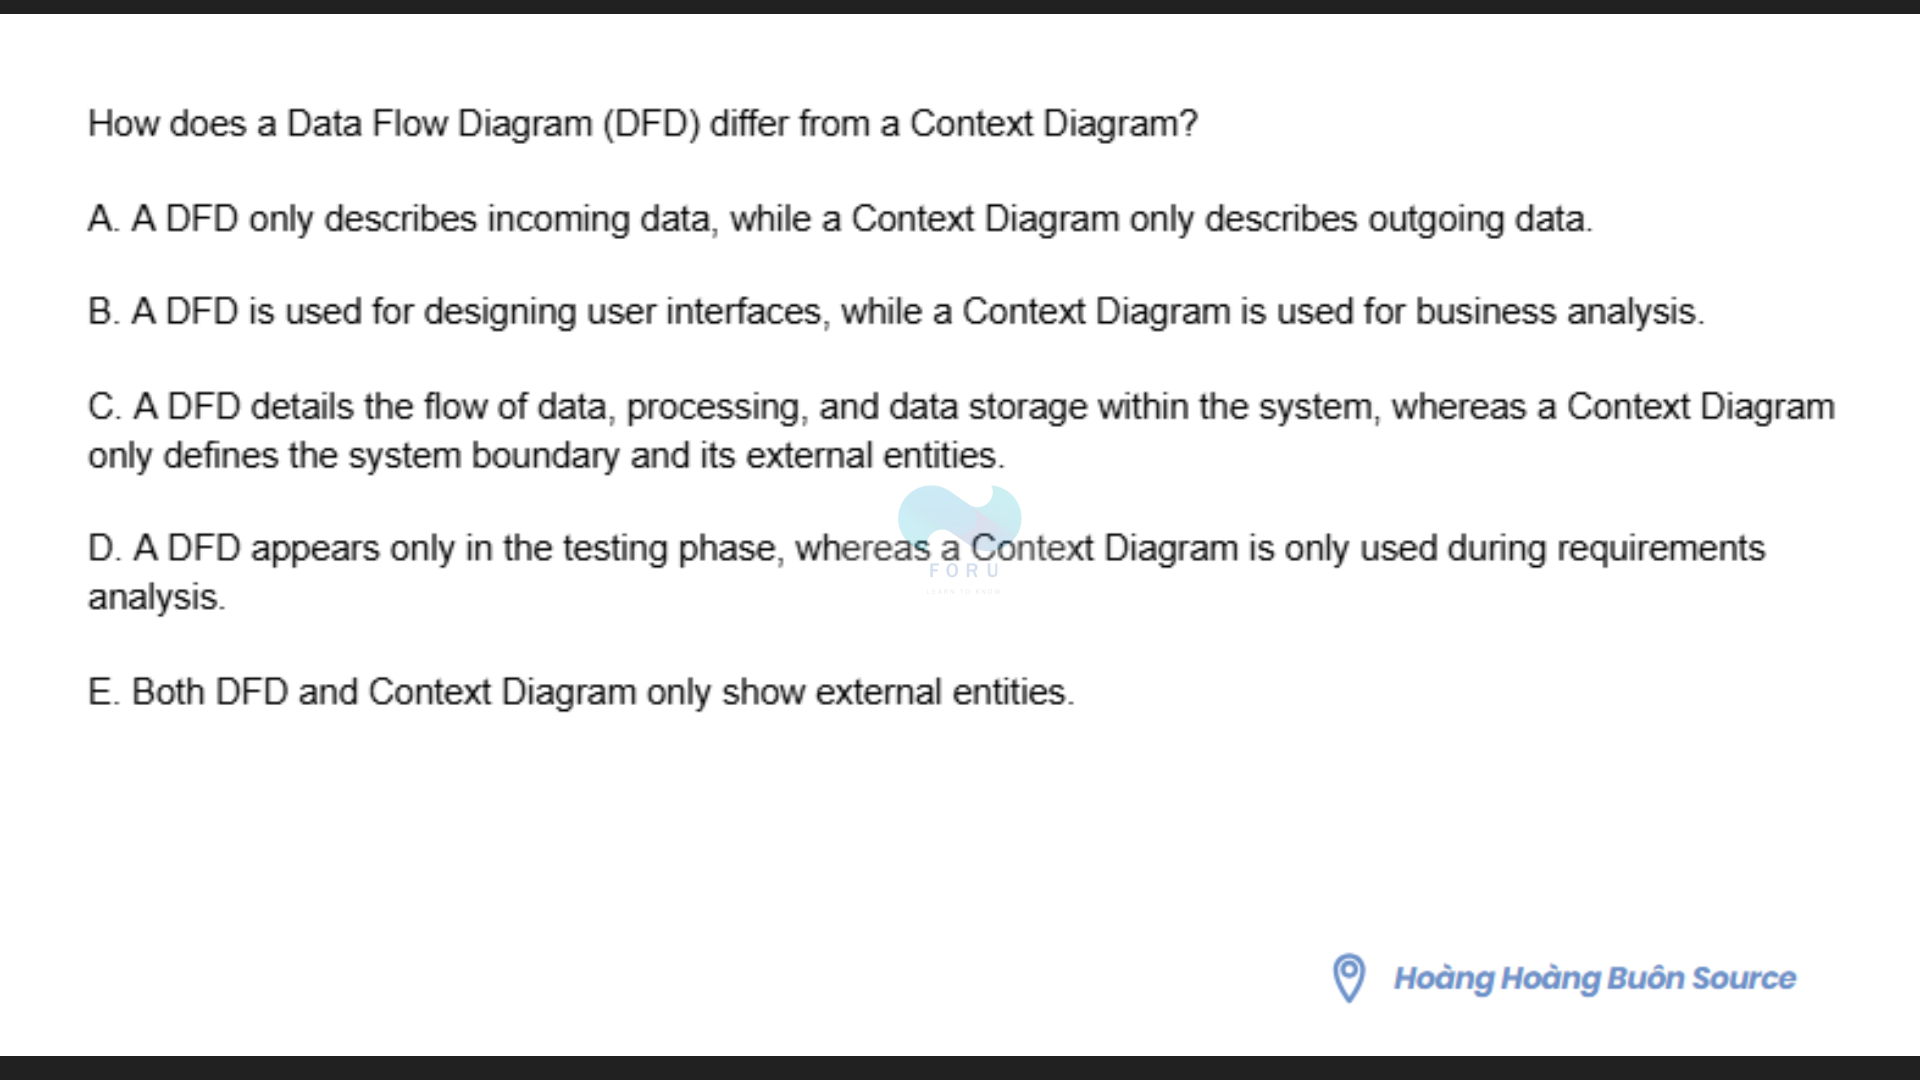 How does a Data Flow Diagram (DFD) differ from a Context Diagram?
A. A DFD only describes incoming data, while a Context Diagram only describes outgoing data.
B. A DFD is used for designing user interfaces, while a Context Diagram is used for business analysis.
C. A DFD details the flow of data, processing, and data storage within the system, whereas a Context Diagram
only defines the system boundary and its external entities.
D. A DFD appears only in the testing phase, whereas a Context Diagram is only used during requirements
analysis.
FORU
LEARN TO KNOW
E. Both DFD and Context Diagram only show external entities.
Hoàng Hoàng Buôn Source